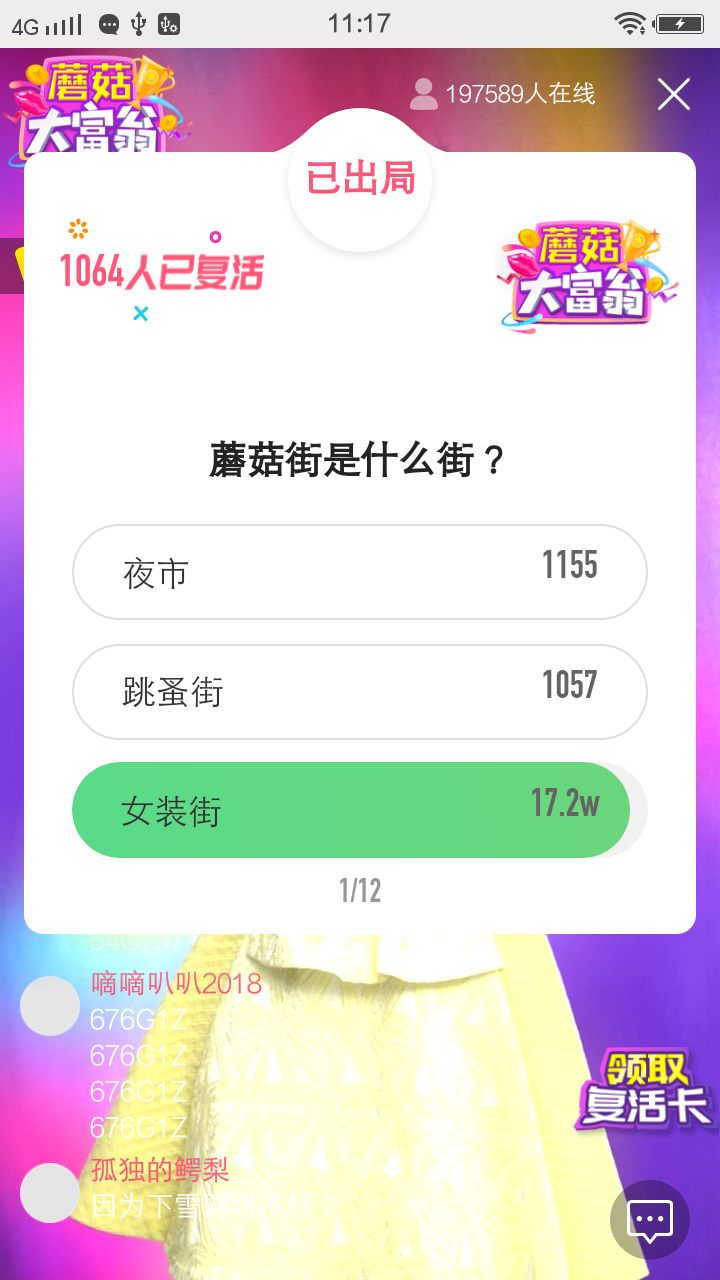 4G
11:17
蘑菇
大富翁
197589人在线
已出局
1064人已复活
蘑菇
大富翁
蘑菇街是什么街？
夜市
1155
跳蚤街
1057
女装街
17.2w
1/12
54C797
嘀嘀叭叭2018
676G1Z
676G1Z
676G1Z
676G1Z
领取
复活卡
孤独的鳄梨
因为下雪